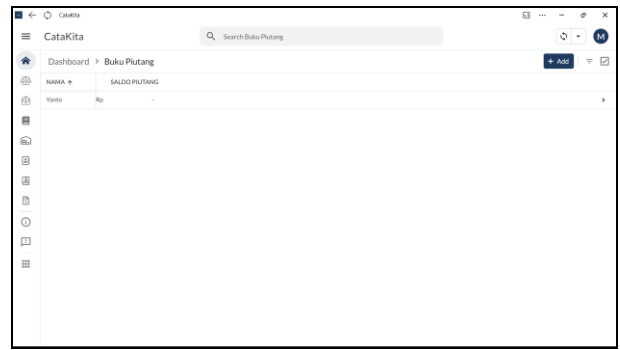 CataKita
CataKita
Search Buku Piutang
M
Dashboard > Buku Piutang
+ Add
NAMA ↑ SALDO PIUTANG
Yanto Rp -